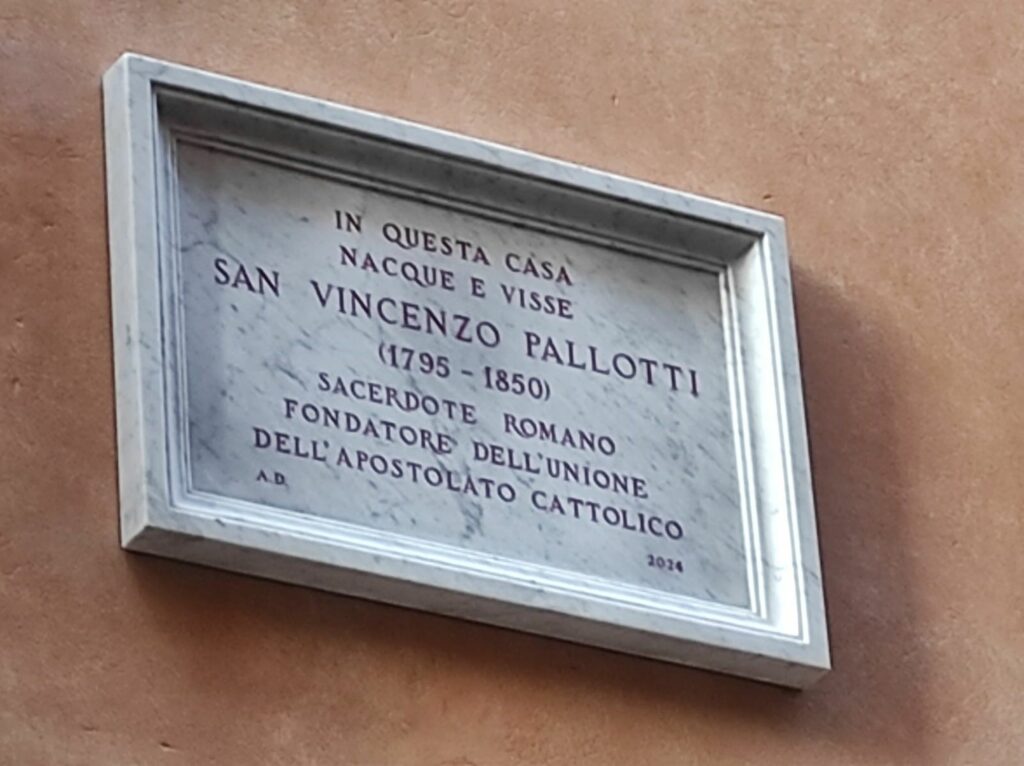 IN QUESTA CASA
NACQUE E VISSE
SAN VINCENZO PALLOTTI
(1795 - 1850)
SACERDOTE ROMANO
FONDATORE DELL'UNIONE
DELL'APOSTOLATO CATTOLICO
A.D. 2024